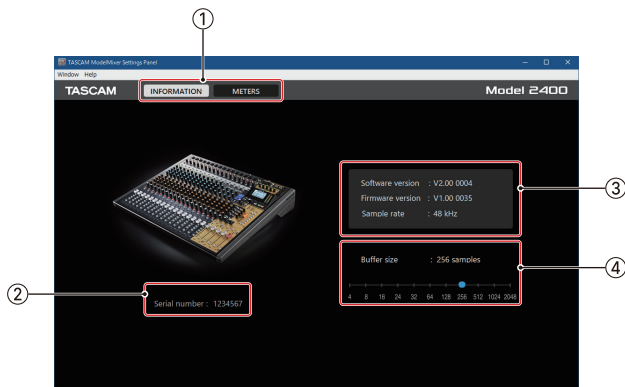 ①
TASCAM ModelMixer Settings Panel
Window Help
TASCAM INFORMATION METERS Model 2400
Software version : V2.00 0004
Firmware version : V1.00 0035
Sample rate : 48 kHz
③
Buffer size : 256 samples
④
4 8 16 24 32 64 128 256 512 1024 2048
②
Serial number : 1234567